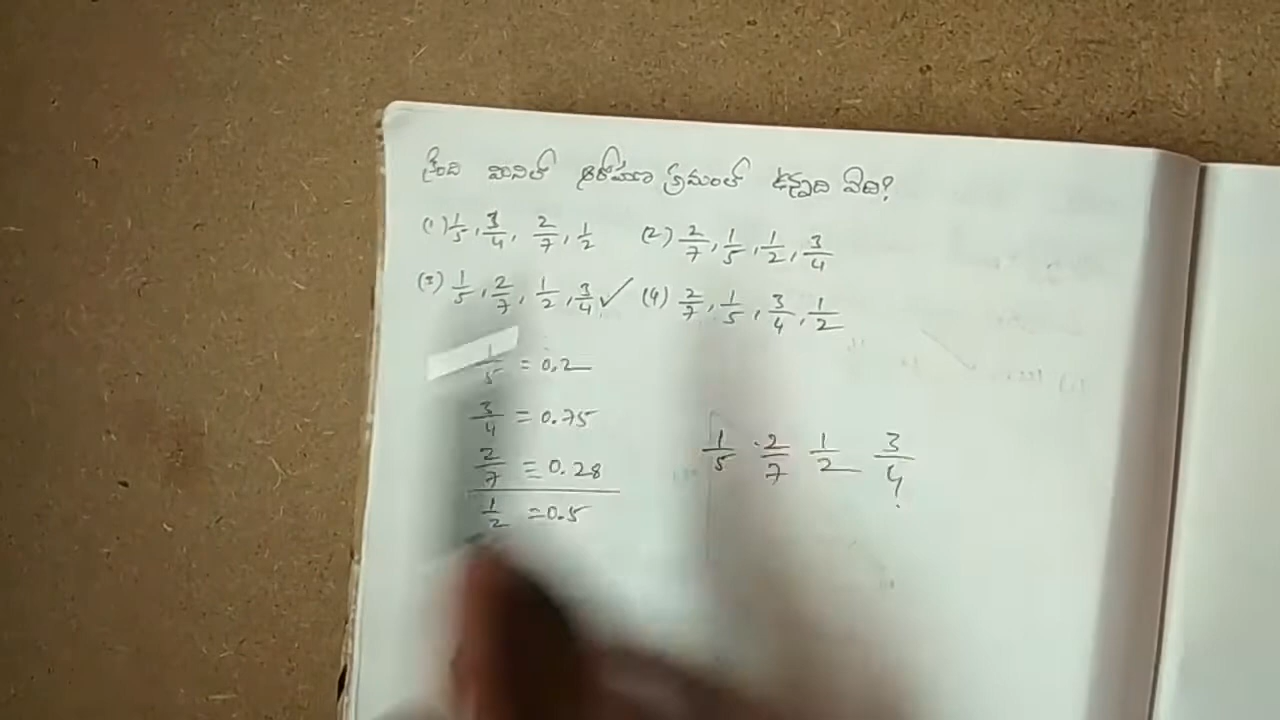 క్రింది వానిలో ఆరోహణ క్రమంలో ఉన్నది ఏది?
(1) 1/5, 3/4, 2/7, 1/2 (2) 2/7, 1/5, 1/2, 3/4
(3) 1/5, 2/7, 1/2, 3/4 ✓ (4) 2/7, 1/5, 3/4, 1/2
1/5 = 0.2
3/4 = 0.75
2/7 = 0.28
1/2 = 0.5
1/5 2/7 1/2 3/4